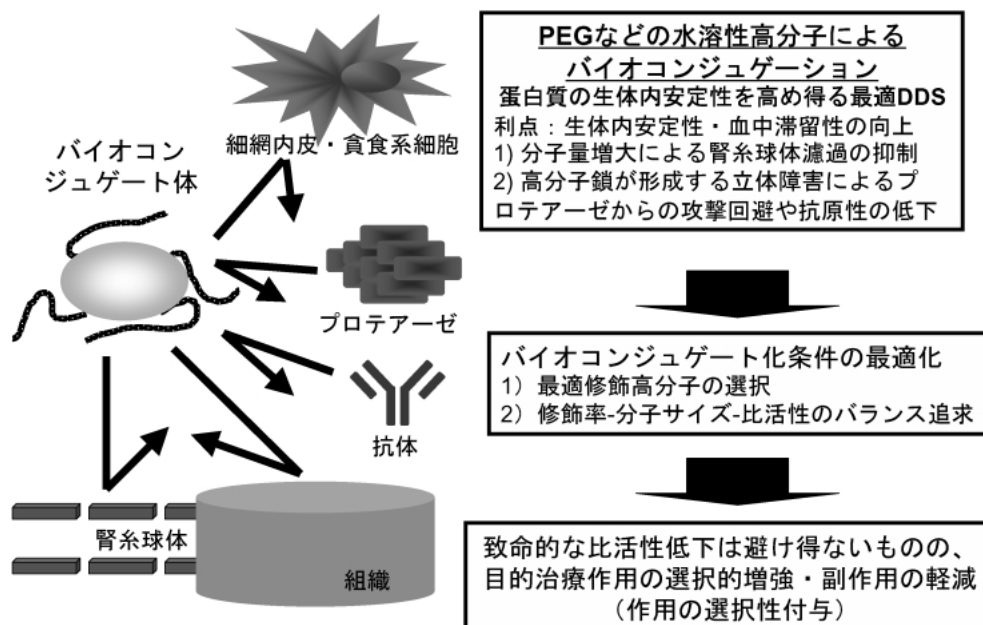 細網内皮・貪食系細胞
バイオコン
ジュゲート体
プロテアーゼ
抗体
腎糸球体
組織
PEGなどの水溶性高分子による
バイオコンジュゲーション
蛋白質の生体内安定性を高め得る最適DDS
利点：生体内安定性・血中滞留性の向上
1) 分子量増大による腎糸球体濾過の抑制
2) 高分子鎖が形成する立体障害によるプ
ロテアーゼからの攻撃回避や抗原性の低下
バイオコンジュゲート化条件の最適化
1）最適修飾高分子の選択
2）修飾率-分子サイズ-比活性のバランス追求
致命的な比活性低下は避け得ないものの、
目的治療作用の選択的増強・副作用の軽減
（作用の選択性付与）